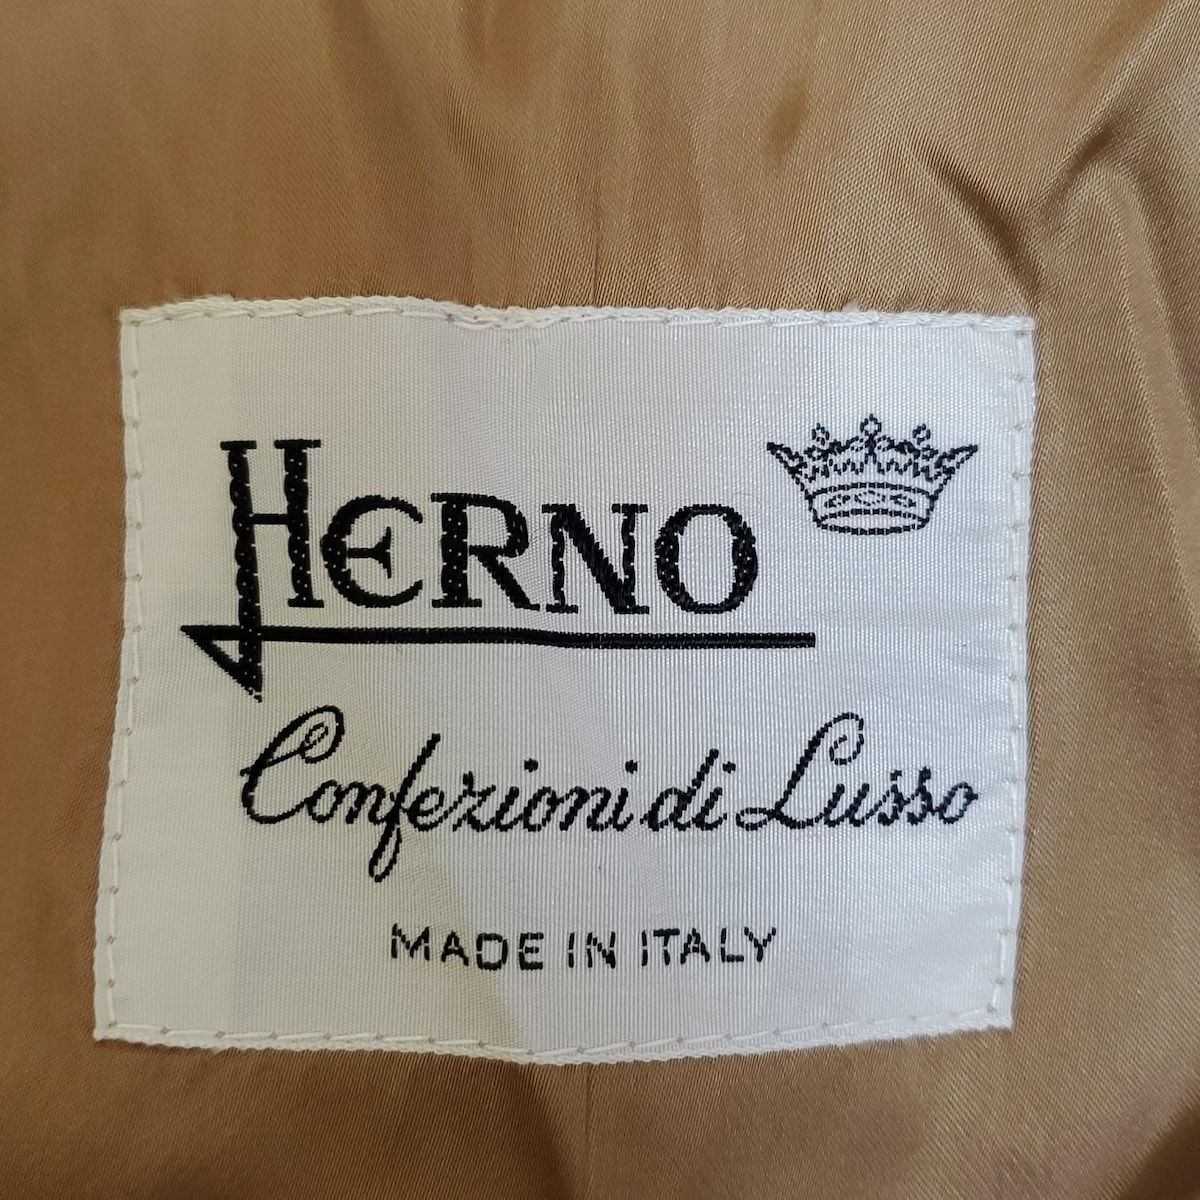 HERNO
Confezioni di Lusso
MADE IN ITALY